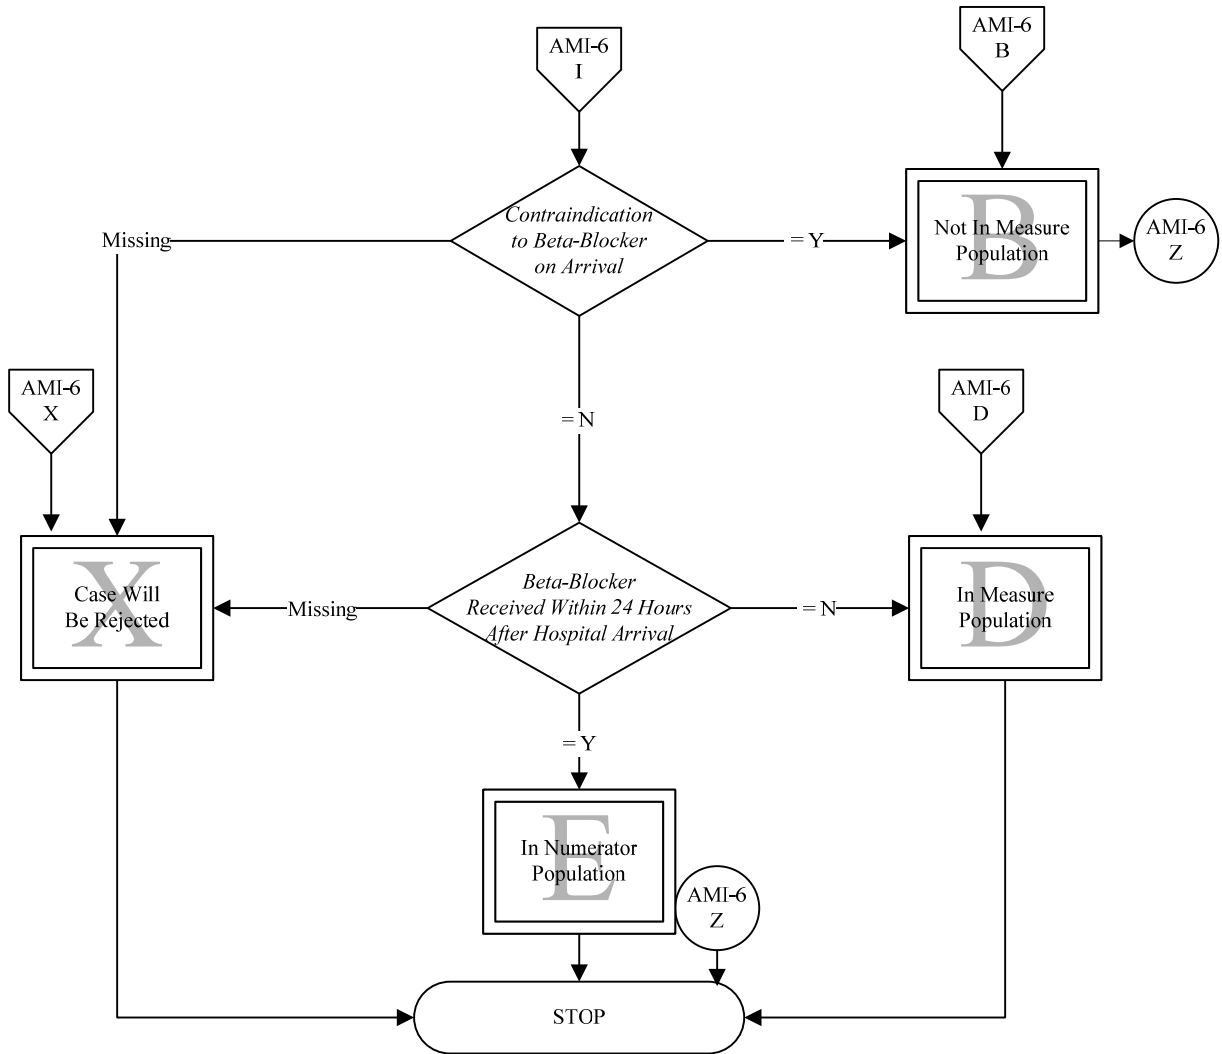 AMI-6
B
AMI-6
I
Contraindication
to Beta-Blocker
on Arrival
Missing
= Y
B
Not In Measure
Population
AMI-6
Z
AMI-6
X
= N
AMI-6
D
X
Case Will
Be Rejected
Missing
Beta-Blocker
Received Within 24 Hours
After Hospital Arrival
= N
D
In Measure
Population
= Y
E
In Numerator
Population
AMI-6
Z
STOP